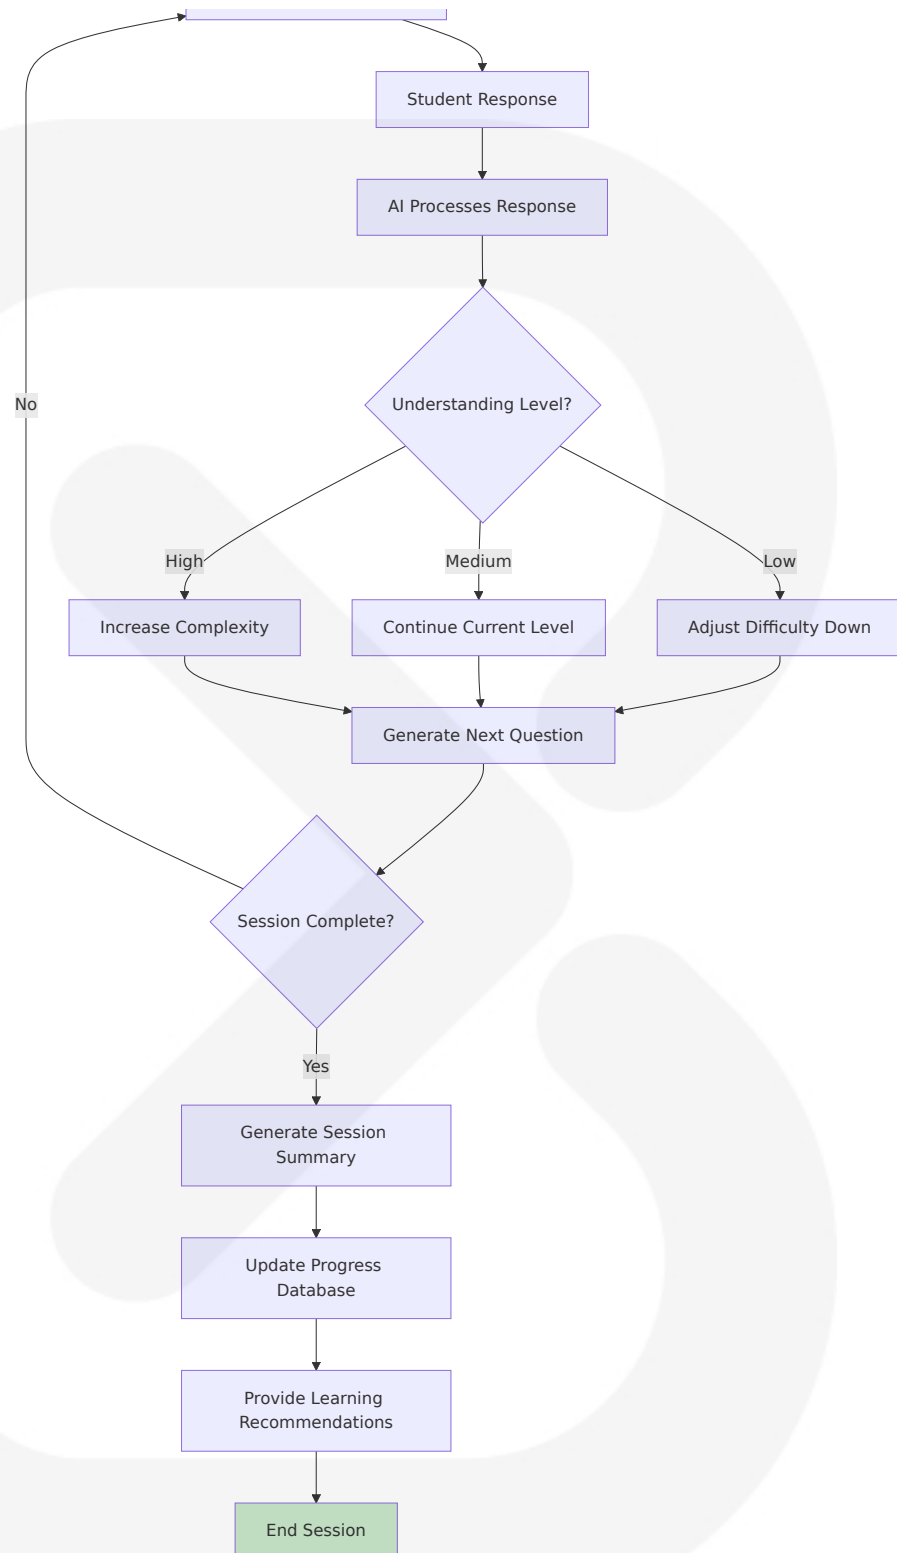 Student Response
AI Processes Response
No
Understanding Level?
High
Medium
Low
Increase Complexity
Continue Current Level
Adjust Difficulty Down
Generate Next Question
Session Complete?
Yes
Generate Session
Summary
Update Progress
Database
Provide Learning
Recommendations
End Session